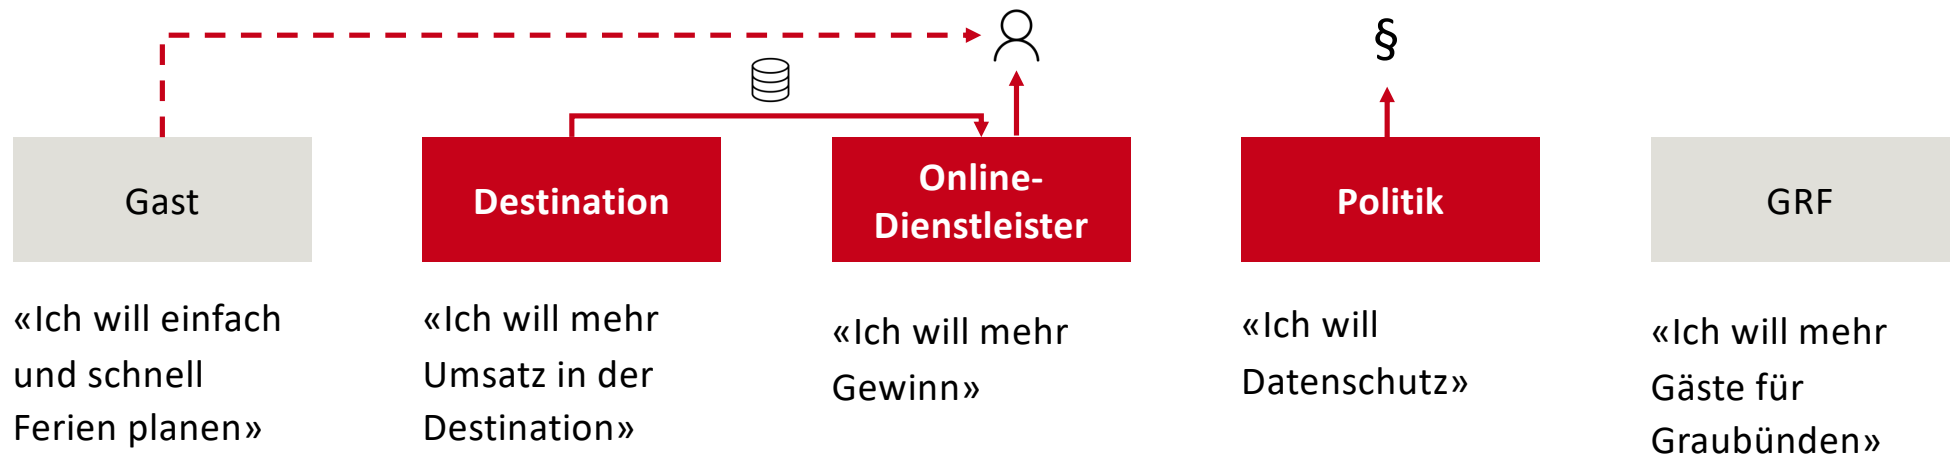 §
Gast
Destination
Online-
Dienstleister
Politik
GRF
«Ich will einfach
und schnell
Ferien planen»
«Ich will mehr
Umsatz in der
Destination»
«Ich will mehr
Gewinn»
«Ich will
Datenschutz»
«Ich will mehr
Gäste für
Graubünden»